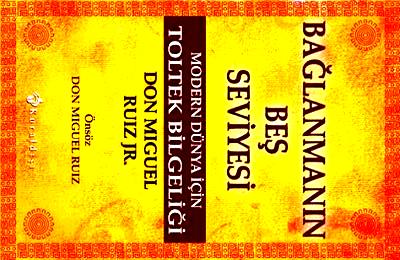 BAĞLANMANIN
BEŞ
SEVİYESİ
MODERN DÜNYA İÇİN
TOLTEK BİLGELİĞİ
DON MIGUEL
RUIZ JR.
Önsöz
DON MIGUEL RUIZ